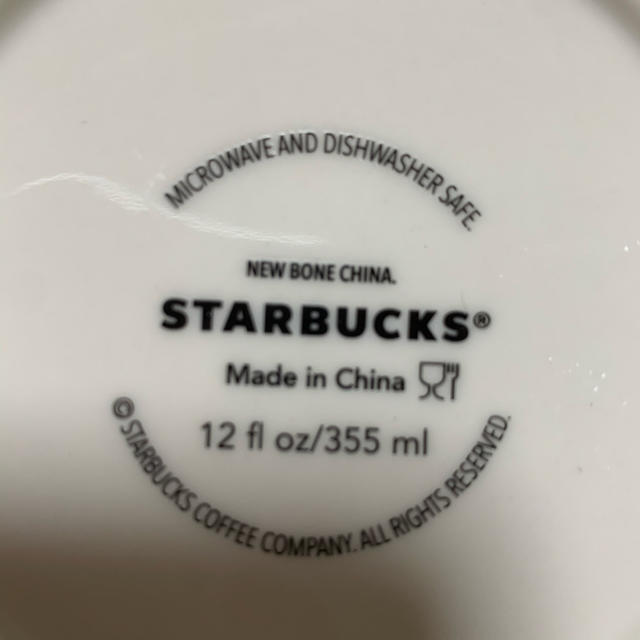 MICROWAVE AND DISHWASHER SAFE.
NEW BONE CHINA.
STARBUCKS®
Made in China
12 fl oz/355 ml
© STARBUCKS COFFEE COMPANY. ALL RIGHTS RESERVED.